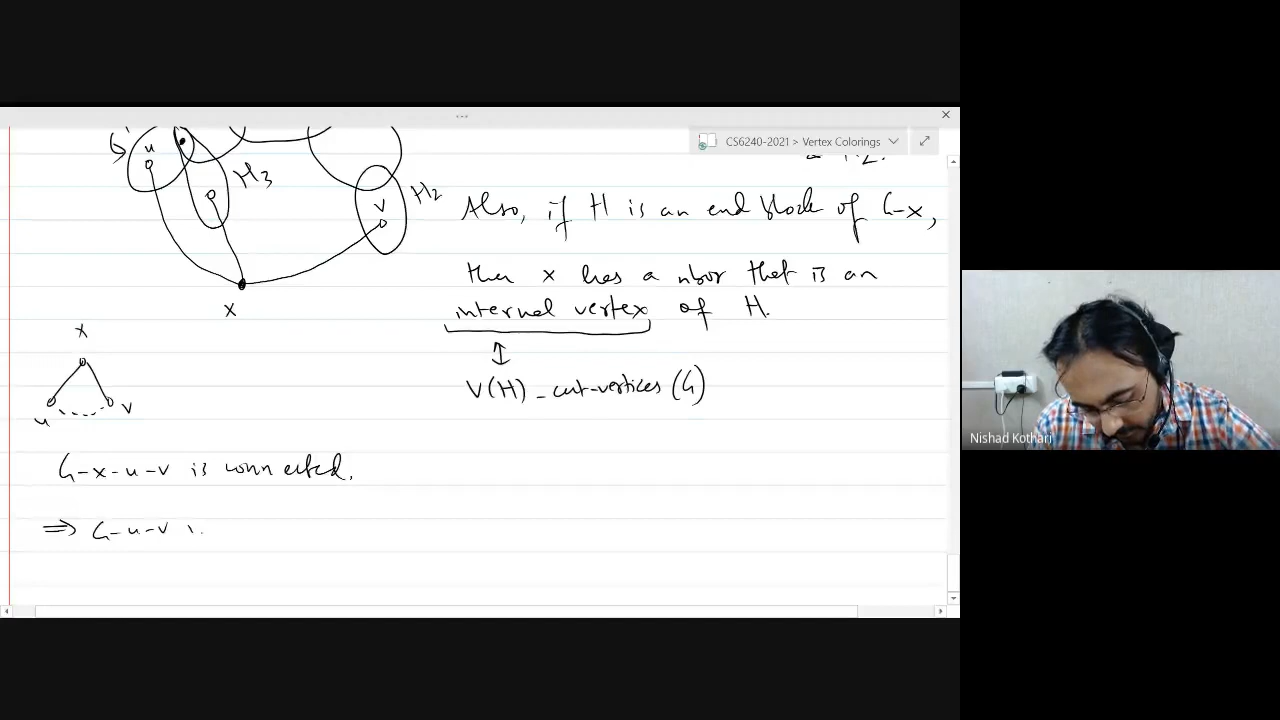 CS6240-2021 > Vertex Colorings
u
H3
H2
v
x
Also, if H is an end block of G-x,
then x has a nbor that is an
internal vertex of H.
V(H) - cut-vertices (G)
x
u
v
G-x-u-v is connected.
⇒ G-u-v
Nishad Kothari